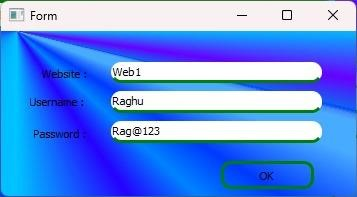 Form
Website : Web1
Username : Raghu
Password : Rag@123
OK